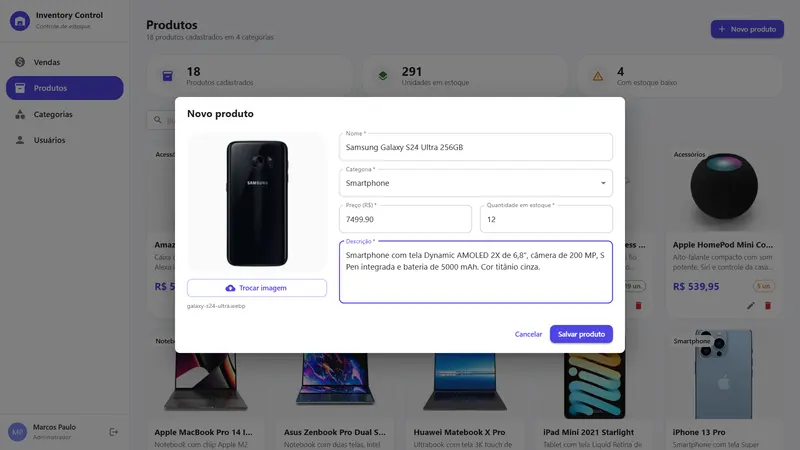 Inventory Control
Controle de estoque
Vendas
Produtos
Categorias
Usuários
Marcos Paulo
Administrador
MP
Produtos
18 produtos cadastrados em 4 categorias
+ Novo produto
18
Produtos cadastrados
291
Unidades em estoque
4
Com estoque baixo
Novo produto
SAMSUNG
Trocar imagem
galaxy-s24-ultra.webp
Nome *
Samsung Galaxy S24 Ultra 256GB
Categoria *
Smartphone
Preço (R$) *
7499.90
Quantidade em estoque *
12
Descrição *
Smartphone com tela Dynamic AMOLED 2X de 6,8", câmera de 200 MP, S
Pen integrada e bateria de 5000 mAh. Cor titânio cinza.
Cancelar
Salvar produto
Acessórios
Amaz
Caixa
R$ 5
Acessórios
Apple HomePod Mini Co...
Alto-falante compacto com som
potente. Siri e controle da casa...
R$ 539,95
5 un.
19 un.
Noteb
Apple MacBook Pro 14 I...
Notebook com chip Apple M2
Asus Zenbook Pro Dual S...
Notebook com duas telas, Intel
Huawei Matebook X Pro
Ultrabook com tela 3K touch de
iPad Mini 2021 Starlight
Tablet com tela Liquid Retina de
Smartphone
iPhone 13 Pro
Smartphone com tela Super